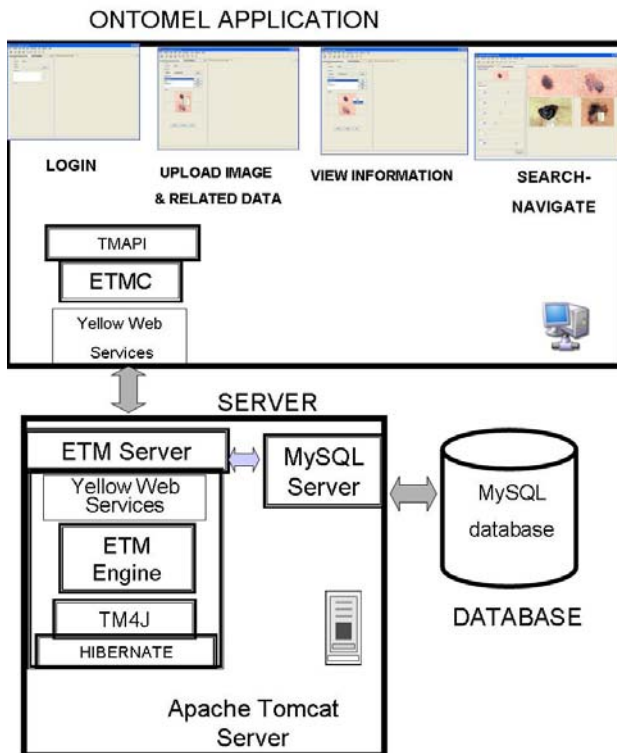 ONTOMEL APPLICATION
LOGIN
UPLOAD IMAGE
& RELATED DATA
VIEW INFORMATION
SEARCH-
NAVIGATE
TMAPI
ETMC
Yellow Web
Services
SERVER
ETM Server
Yellow Web
Services
ETM
Engine
TM4J
HIBERNATE
MySQL
Server
Apache Tomcat
Server
MySQL
database
DATABASE